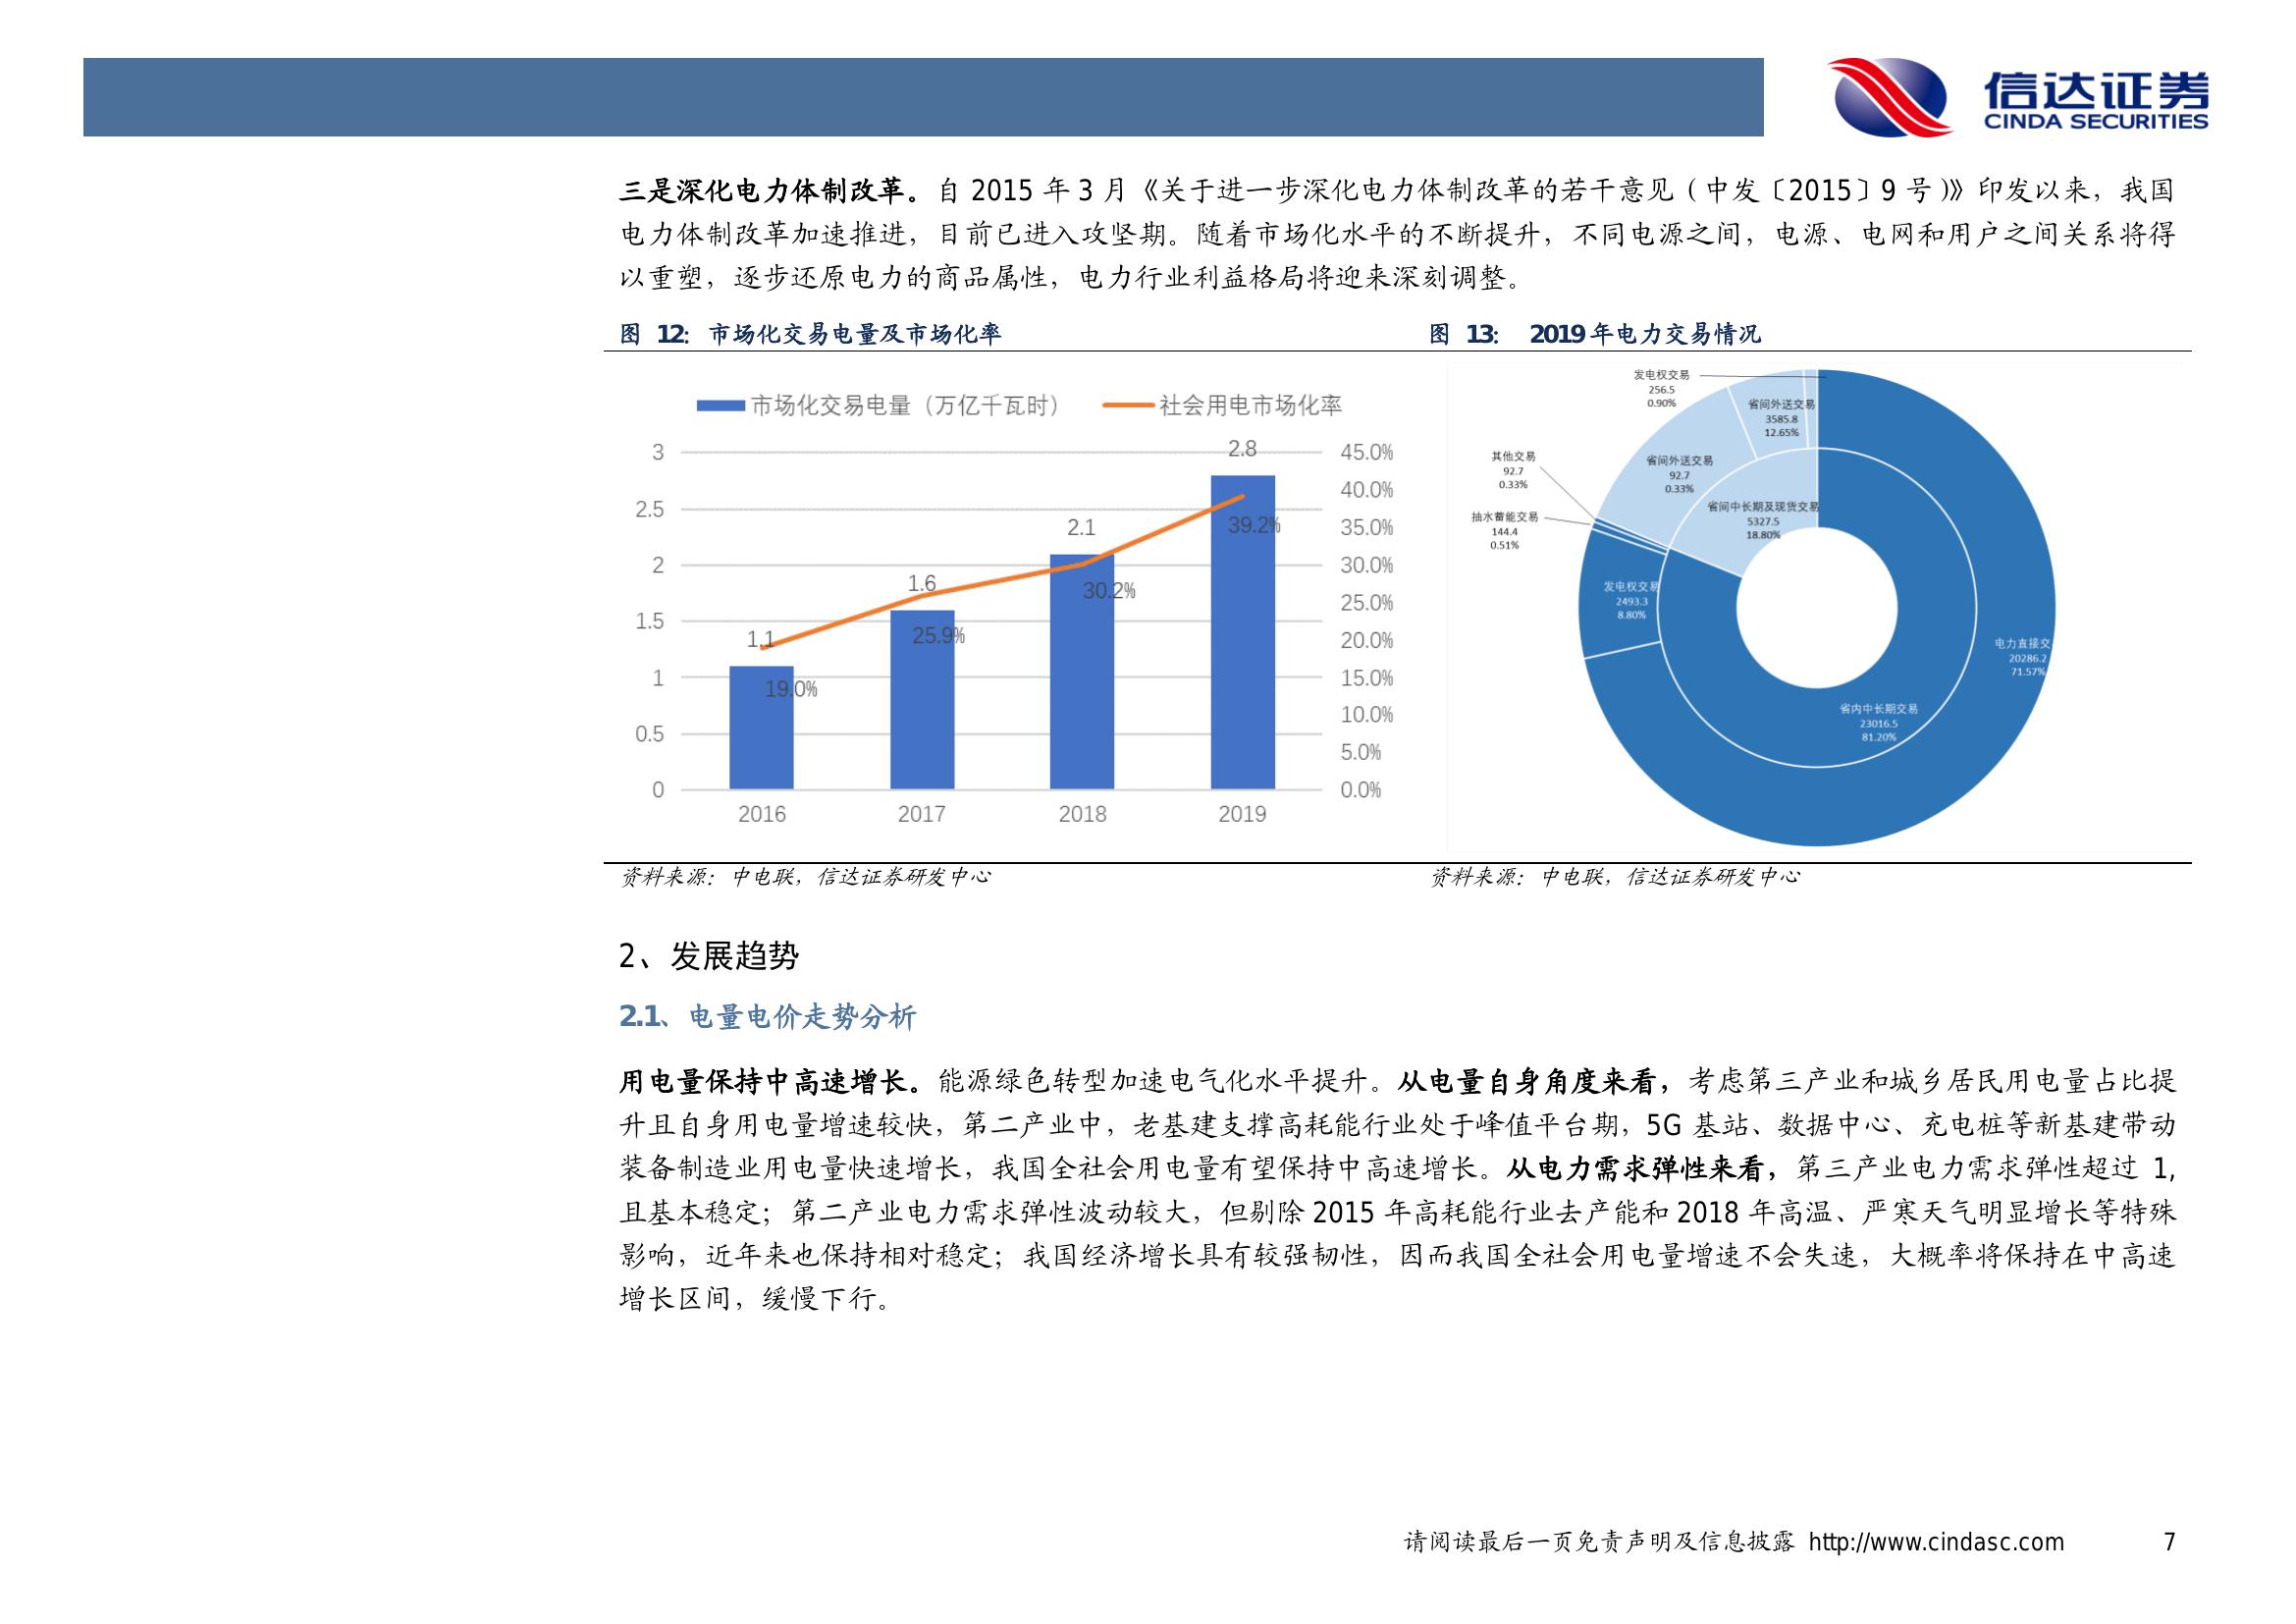 信达证券
CINDA SECURITIES
三是深化电力体制改革。自 2015 年 3 月《关于进一步深化电力体制改革的若干意见（中发〔2015〕9 号）》印发以来，我国
电力体制改革加速推进，目前已进入攻坚期。随着市场化水平的不断提升，不同电源之间，电源、电网和用户之间关系将得
以重塑，逐步还原电力的商品属性，电力行业利益格局将迎来深刻调整。
图 12：市场化交易电量及市场化率
市场化交易电量（万亿千瓦时）
社会用电市场化率
3
2.5
2
1.5
1
0.5
0
45.0%
40.0%
35.0%
30.0%
25.0%
20.0%
15.0%
10.0%
5.0%
0.0%
1.1
1.6
2.1
2.8
19.0%
25.9%
30.2%
39.2%
2016
2017
2018
2019
资料来源：中电联，信达证券研发中心
图 13： 2019年电力交易情况
发电权交易
256.5
0.90%
省间外送交易
3585.8
12.65%
其他交易
92.7
0.33%
省间外送交易
92.7
0.33%
省间中长期及现货交易
5327.5
18.80%
抽水蓄能交易
144.4
0.51%
发电权交易
2493.3
8.80%
电力直接交
20286.2
71.57%
省内中长期交易
23016.5
81.20%
资料来源：中电联，信达证券研发中心
2、发展趋势
2.1、电量电价走势分析
用电量保持中高速增长。能源绿色转型加速电气化水平提升。从电量自身角度来看，考虑第三产业和城乡居民用电量占比提
升且自身用电量增速较快，第二产业中，老基建支撑高耗能行业处于峰值平台期，5G 基站、数据中心、充电桩等新基建带动
装备制造业用电量快速增长，我国全社会用电量有望保持中高速增长。从电力需求弹性来看，第三产业电力需求弹性超过 1，
且基本稳定；第二产业电力需求弹性波动较大，但剔除 2015 年高耗能行业去产能和 2018 年高温、严寒天气明显增长等特殊
影响，近年来也保持相对稳定；我国经济增长具有较强韧性，因而我国全社会用电量增速不会失速，大概率将保持在中高速
增长区间，缓慢下行。
请阅读最后一页免责声明及信息披露 http://www.cindasc.com 7